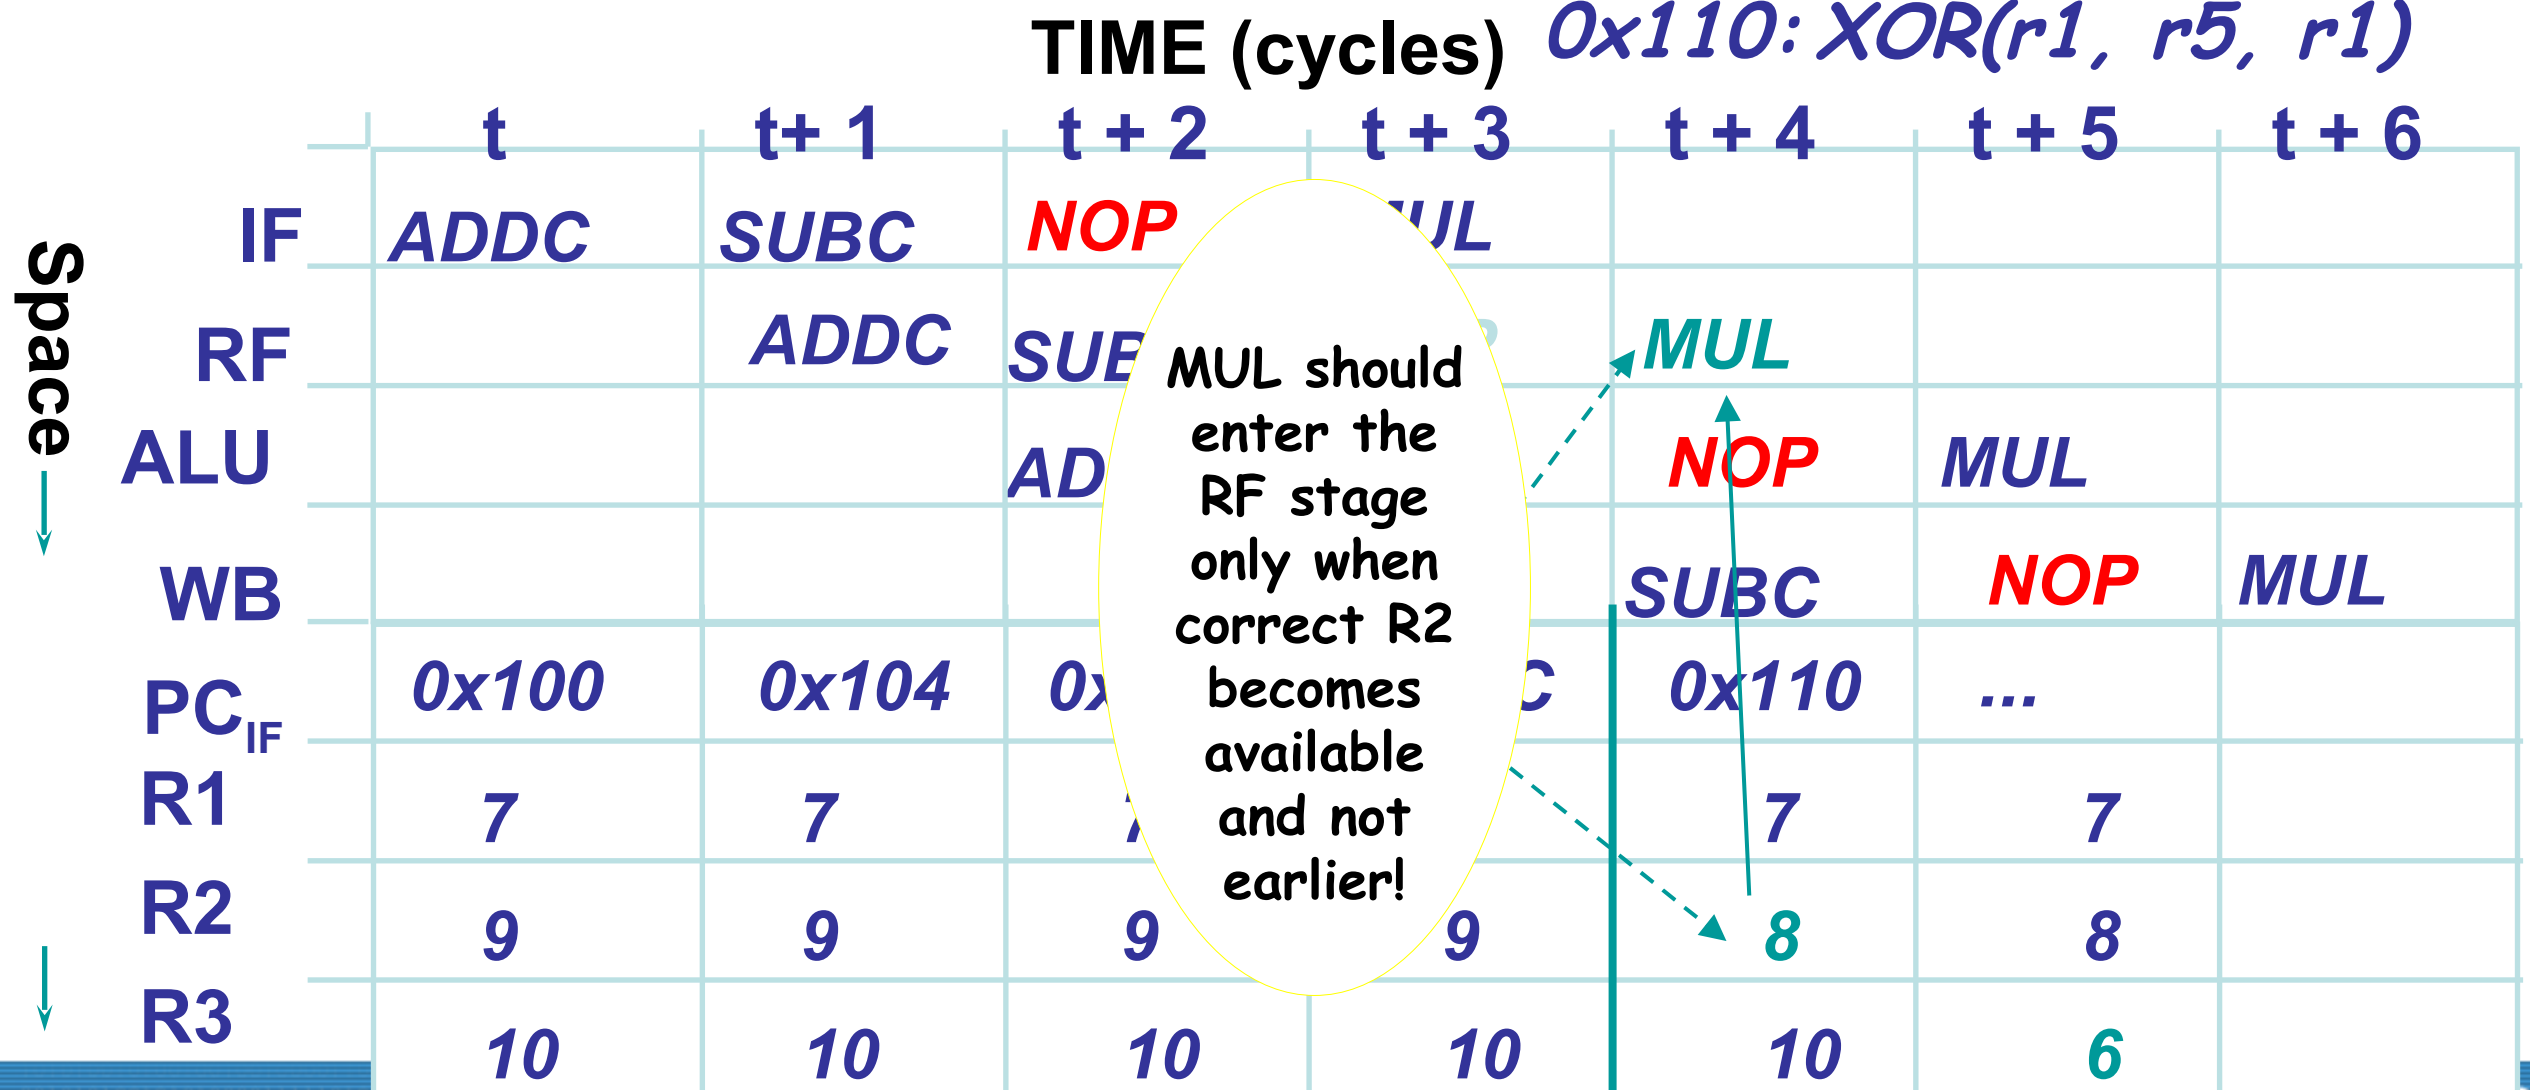 TIME (cycles) 0x110: XOR(r1, r5, r1)
t t+ 1 t + 2 t + 3 t + 4 t + 5 t + 6
Space
IF ADDC SUBC NOP
RF ADDC MUL
ALU NOP MUL
WB SUBC NOP MUL
PC IF 0x100 0x104 0x110 ...
R1 7 7 7 7
R2 9 9 9 9 8 8
R3 10 10 10 10 10 6
MUL should
enter the
RF stage
only when
correct R2
becomes
available
and not
earlier!